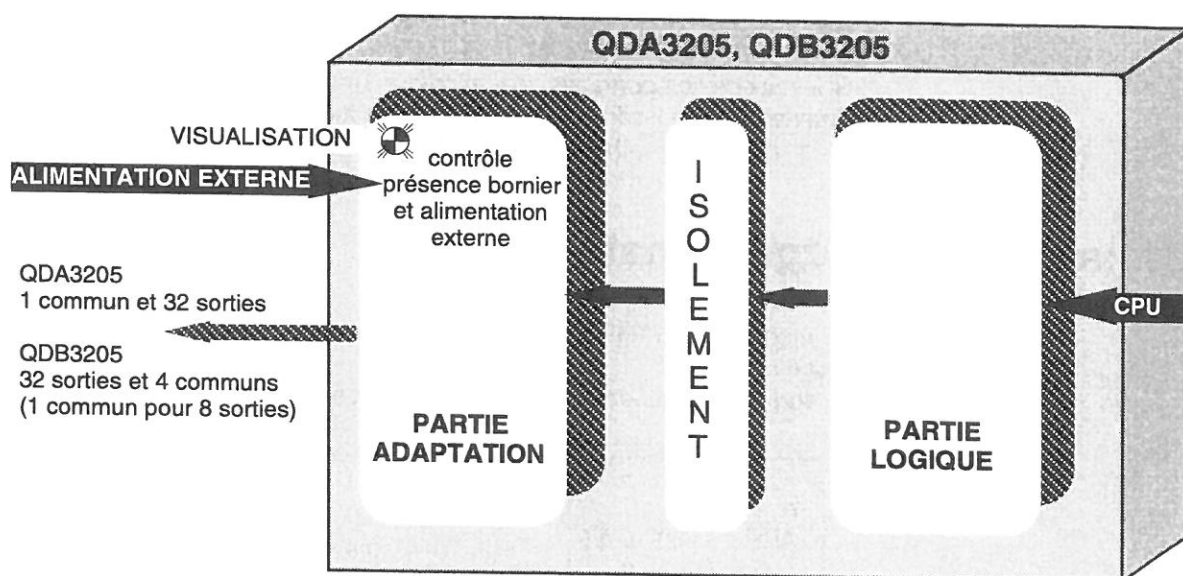 QDA3205, QDB3205
VISUALISATION
ALIMENTATION EXTERNE
contrôle
présence bornier
et alimentation
externe
QDA3205
1 commun et 32 sorties
QDB3205
32 sorties et 4 communs
(1 commun pour 8 sorties)
PARTIE
ADAPTATION
ISOLEMENT
PARTIE
LOGIQUE
CPU